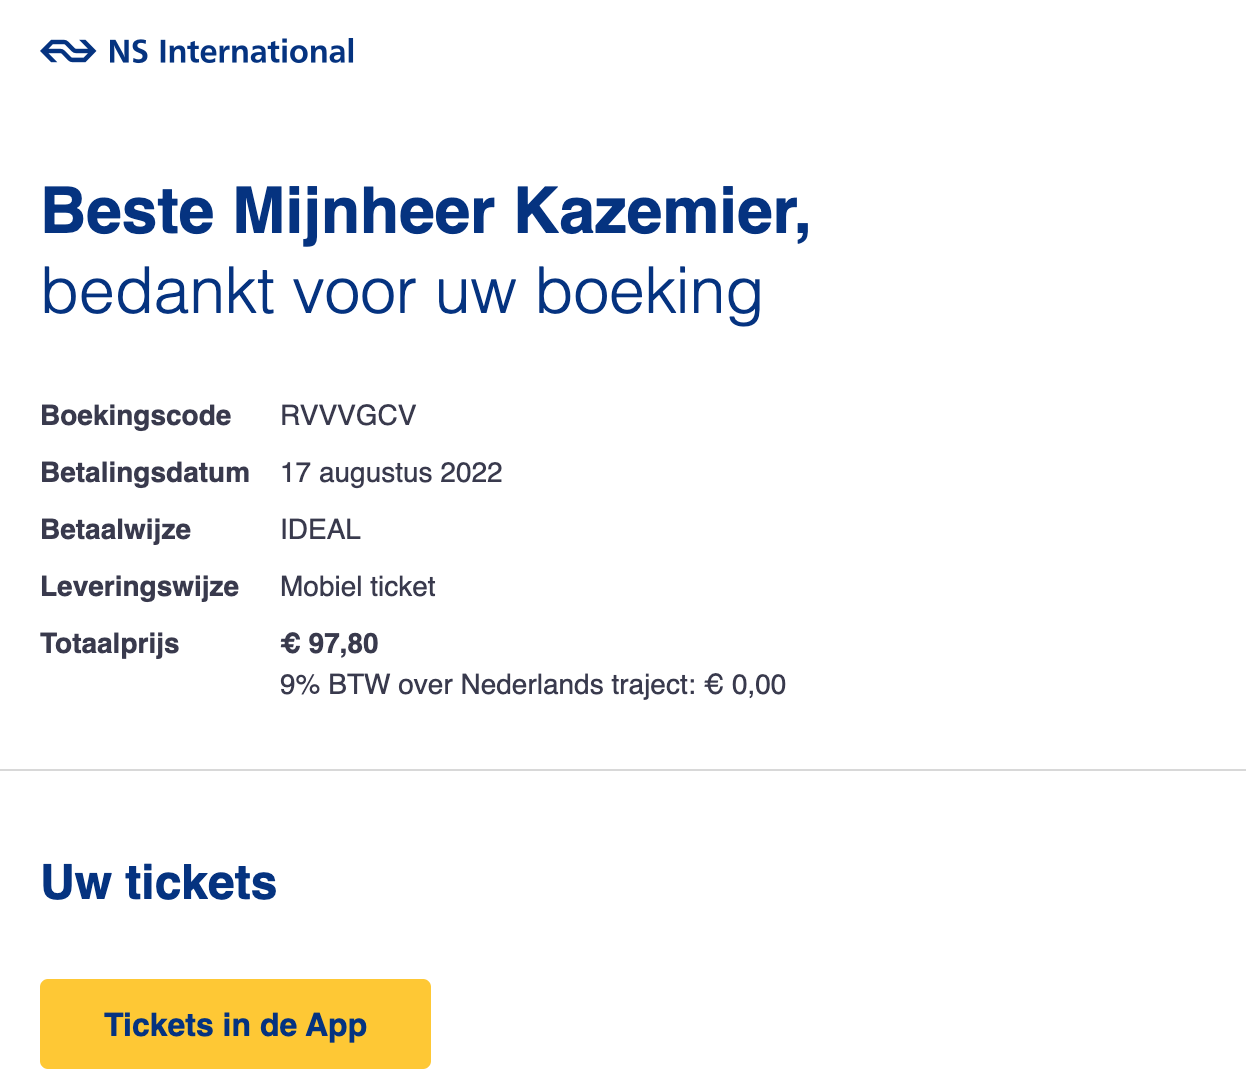 NS International
Beste Mijnheer Kazemier,
bedankt voor uw boeking
Boekingscode RVVVGCV
Betalingsdatum 17 augustus 2022
Betaalwijze IDEAL
Leveringswijze Mobiel ticket
Totaalprijs € 97,80
9% BTW over Nederlands traject: € 0,00
Uw tickets
Tickets in de App